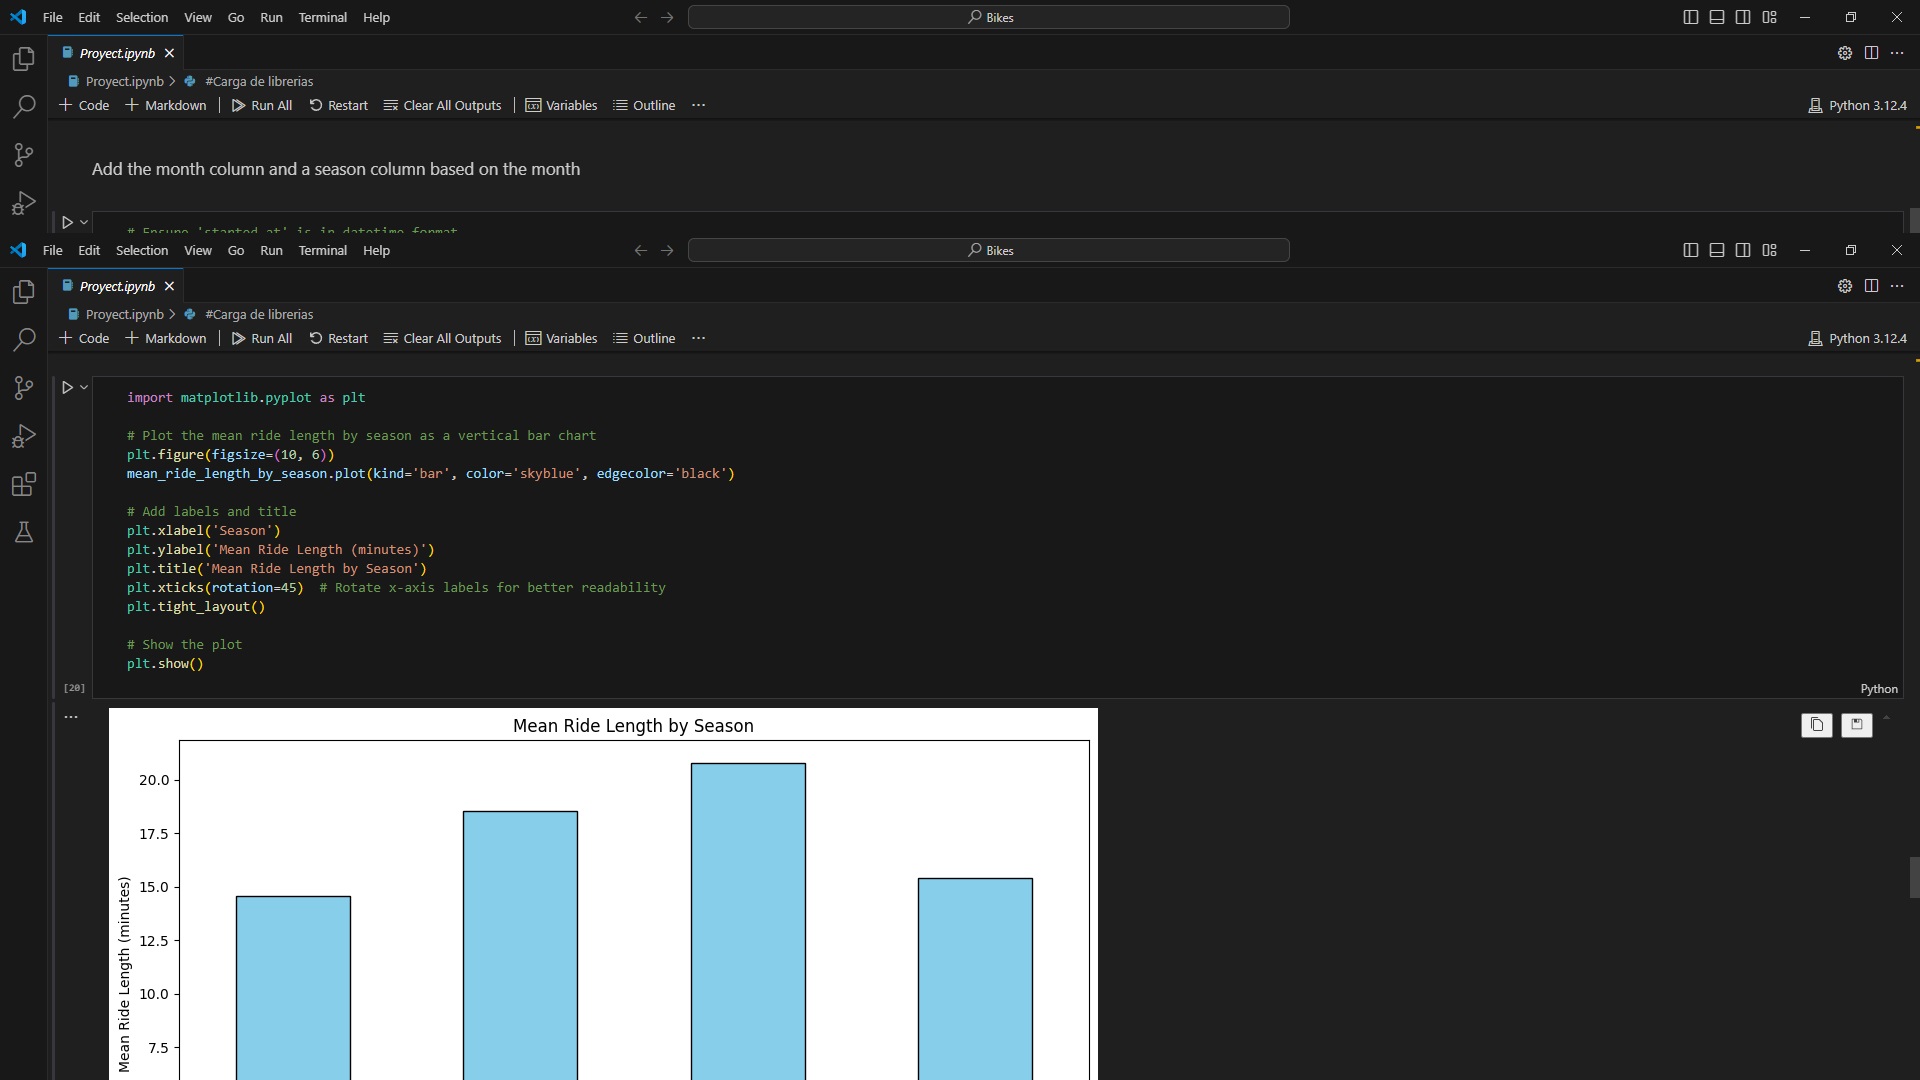 File Edit Selection View Go Run Terminal Help Bikes
Proyect.ipynb
Proyect.ipynb > #Carga de librerias
Code Markdown Run All Restart Clear All Outputs Variables Outline ... Python 3.12.4
Add the month column and a season column based on the month
# Ensure 'started_at' is in datetime format
File Edit Selection View Go Run Terminal Help Bikes
Proyect.ipynb
Proyect.ipynb > #Carga de librerias
Code Markdown Run All Restart Clear All Outputs Variables Outline ... Python 3.12.4
import matplotlib.pyplot as plt
# Plot the mean ride length by season as a vertical bar chart
plt.figure(figsize=(10, 6))
mean_ride_length_by_season.plot(kind='bar', color='skyblue', edgecolor='black')
# Add labels and title
plt.xlabel('Season')
plt.ylabel('Mean Ride Length (minutes)')
plt.title('Mean Ride Length by Season')
plt.xticks(rotation=45)  # Rotate x-axis labels for better readability
plt.tight_layout()
# Show the plot
plt.show()
[20]
Python
Mean Ride Length by Season
20.0
17.5
15.0
12.5
10.0
7.5
Mean Ride Length (minutes)